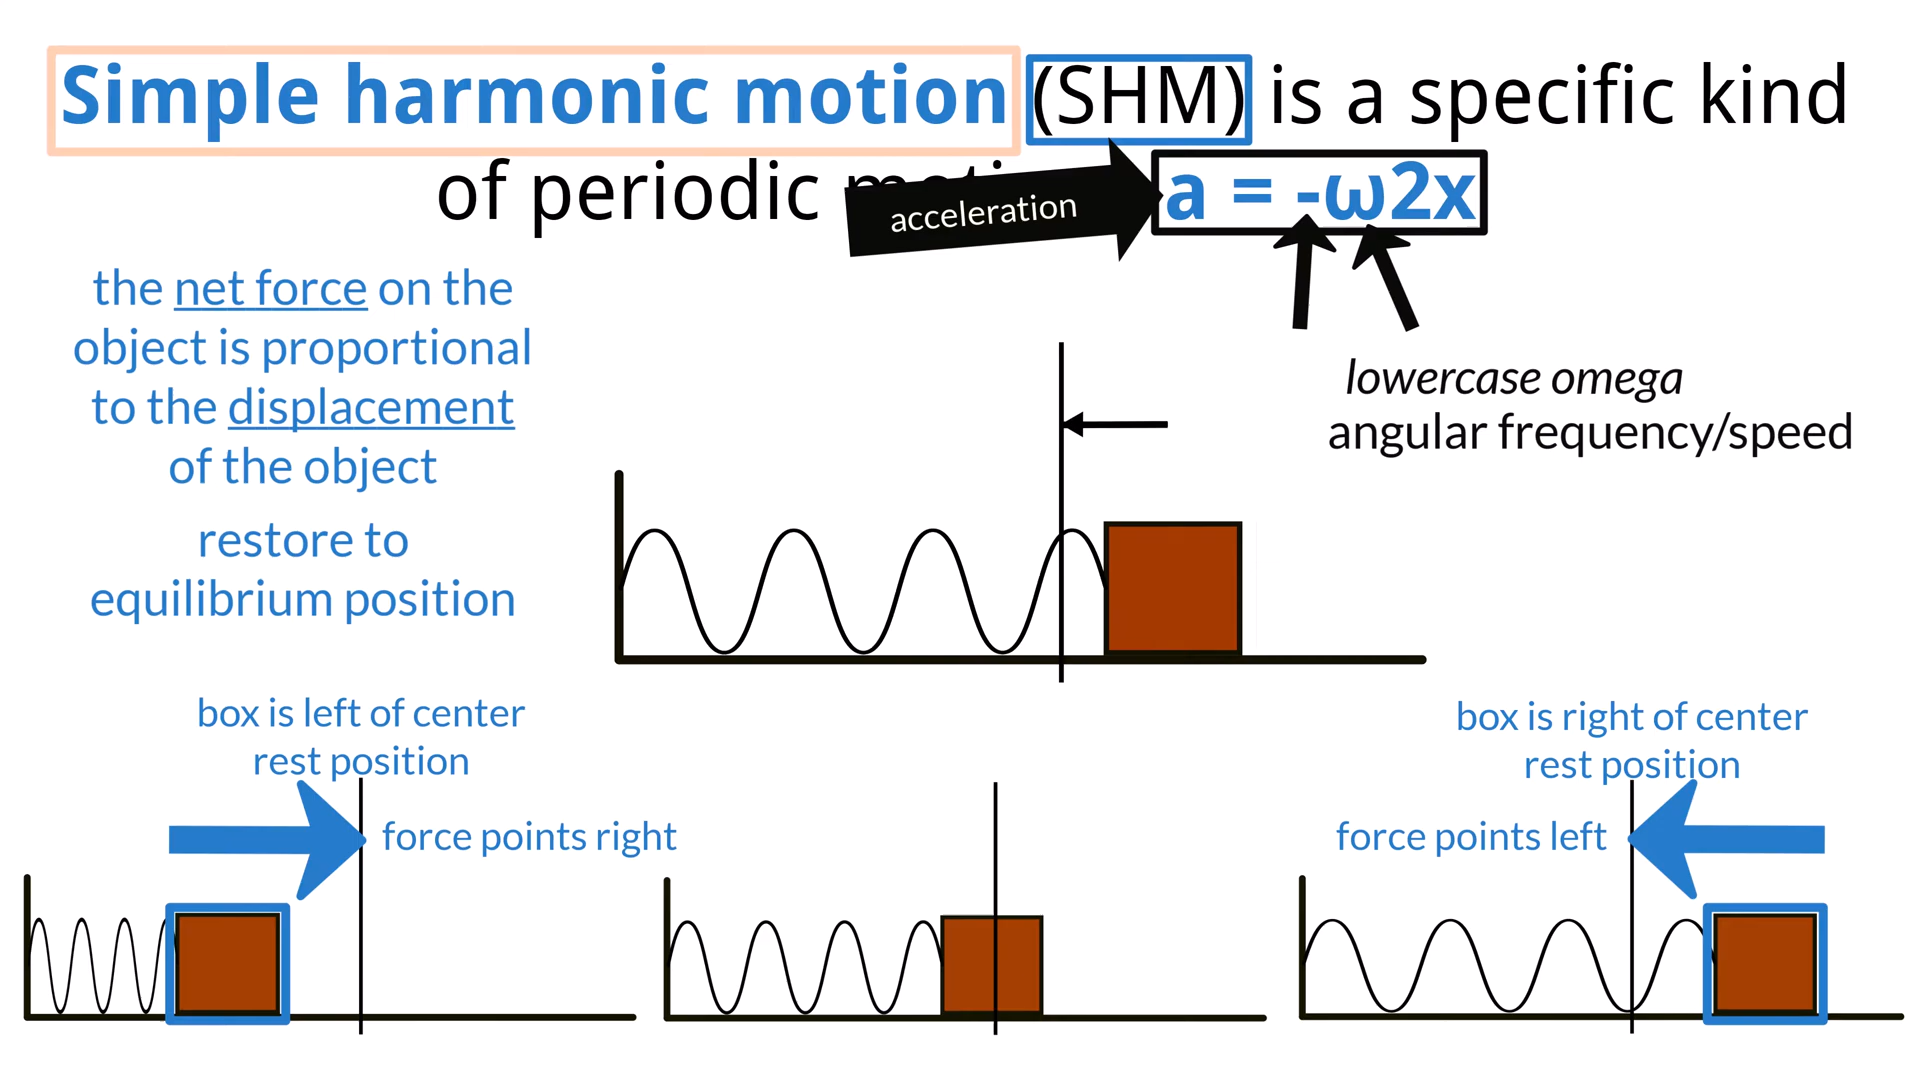 Simple harmonic motion (SHM) is a specific kind
of periodic a = -ω2x
acceleration
the net force on the
object is proportional
to the displacement
of the object
restore to
equilibrium position
lowercase omega
angular frequency/speed
box is left of center
rest position
force points right
box is right of center
rest position
force points left